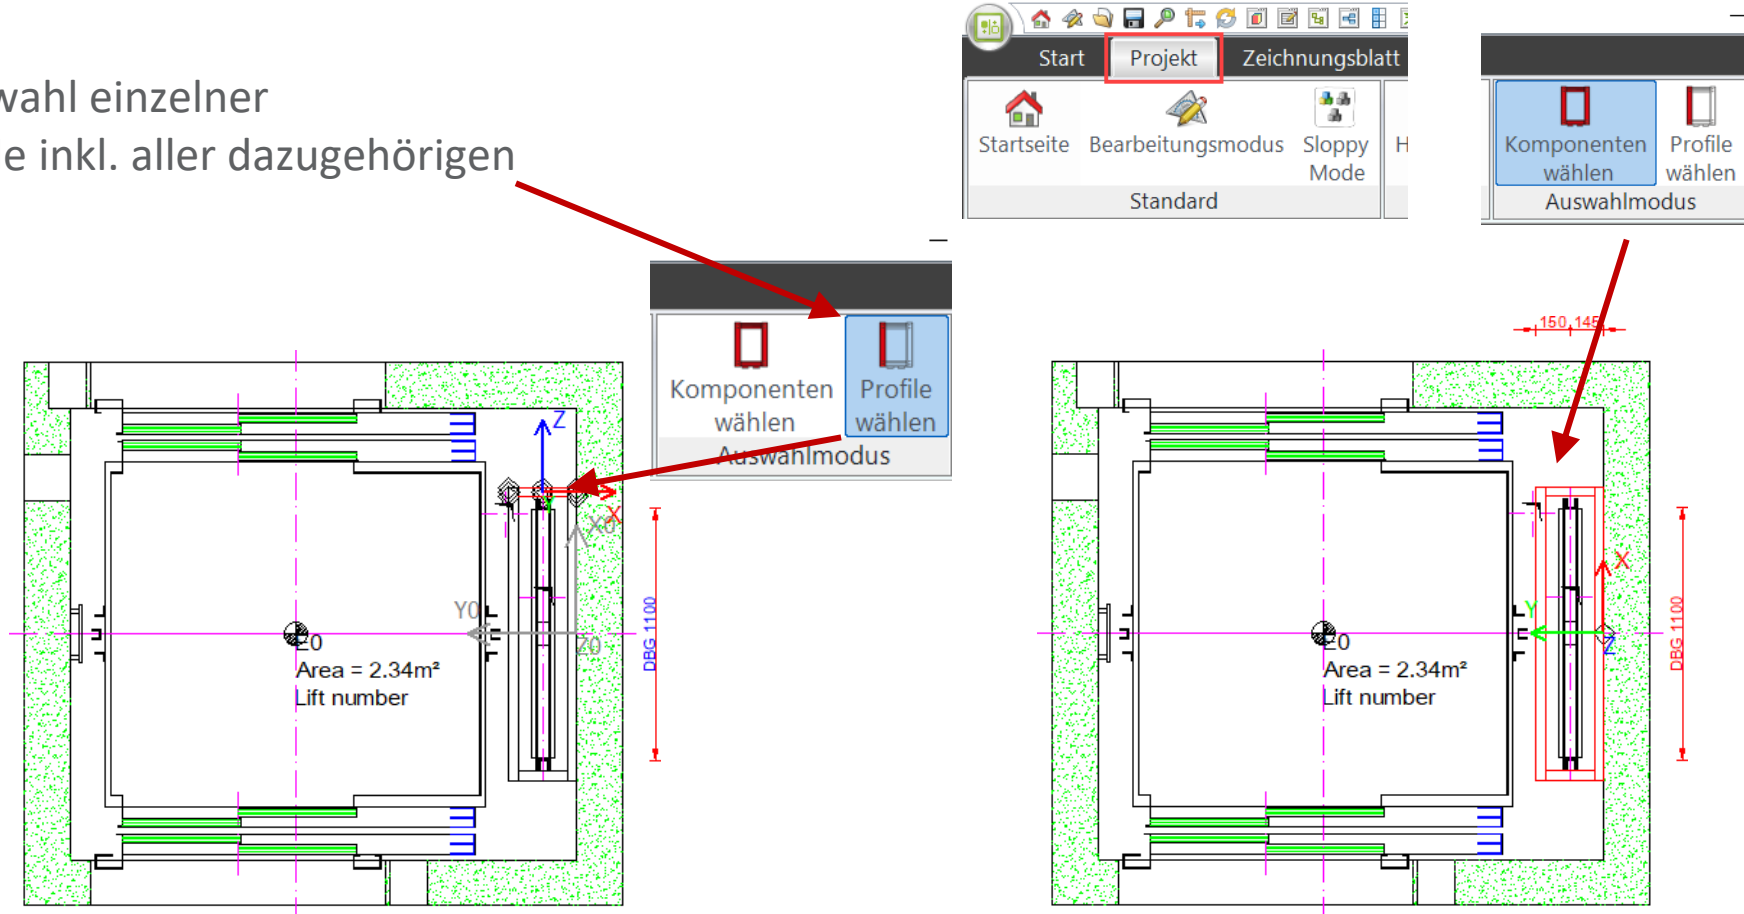 wahl einzelner
e inkl. aller dazugehörigen
Start Projekt Zeichnungsblatt
Startseite Bearbeitungsmodus Sloppy Mode H
Standard
Komponenten wählen Profile wählen
Auswahlmodus
Komponenten wählen Profile wählen
Auswahlmodus
Z
X
Y
X0
Y0
Z0
E0
Area = 2.34m²
Lift number
DBG 1100
150 145
X
Y
Z
E0
Area = 2.34m²
Lift number
DBG 1100